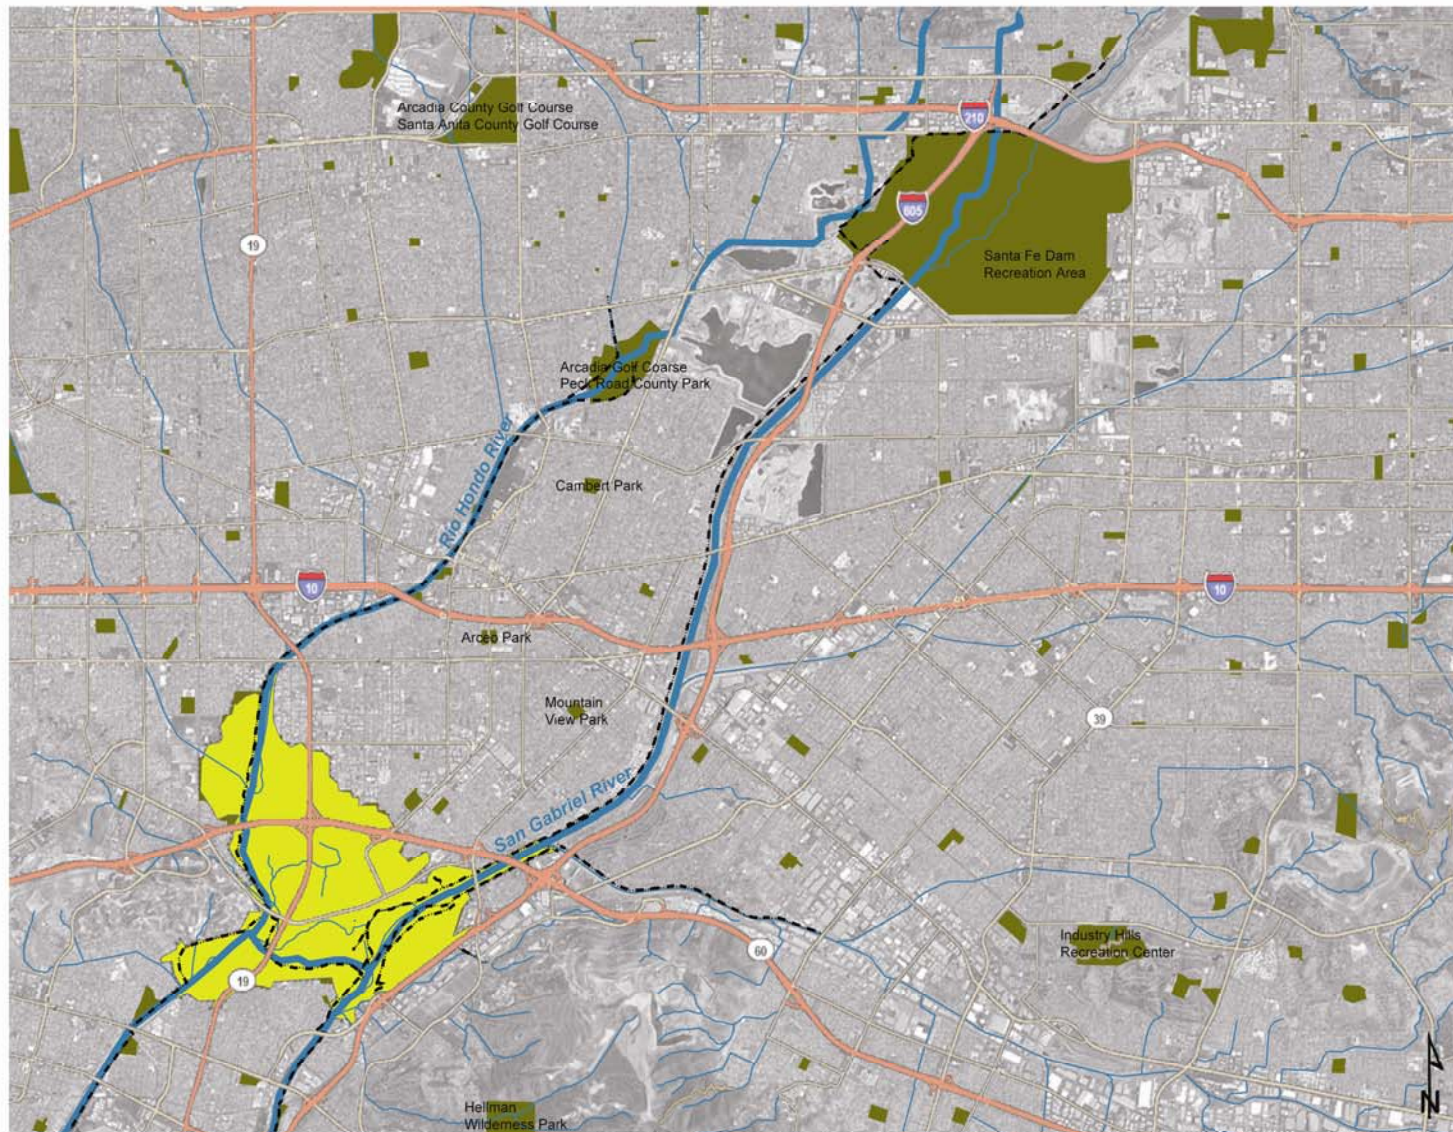 Arcadia County Golf Course
Santa Anita County Golf Course
210
605
19
Santa Fe Dam
Recreation Area
Arcadia Golf Coarse
Peck Road County Park
Rio Hondo River
Cambert Park
10
10
Arceo Park
Mountain
View Park
39
San Gabriel River
Industry Hills
Recreation Center
60
19
Hellman
Wilderness Park
N